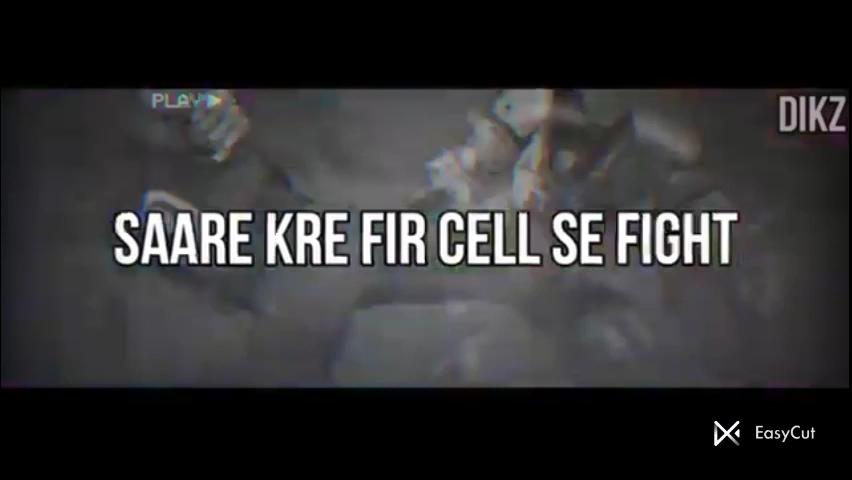 PLAY
DIKZ
SAARE KRE FIR CELL SE FIGHT
EasyCut